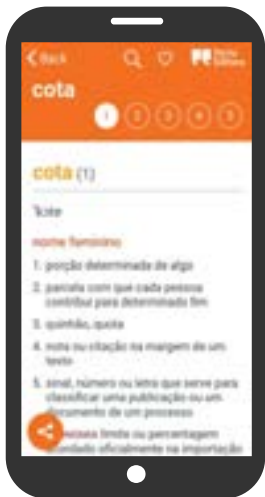 Back
Porto
Editora
cota
1 2 3 4 5
cota (1)
nome feminino
1. porção determinada de algo
2. parcela com que cada pessoa
contribui para determinado fim
3. quinhão, quota
4. nota ou citação na margem de um
texto
5. sinal, número ou letra que serve para
classificar uma publicação ou um
documento de um processo
limite ou percentagem
acordado oficialmente na importação